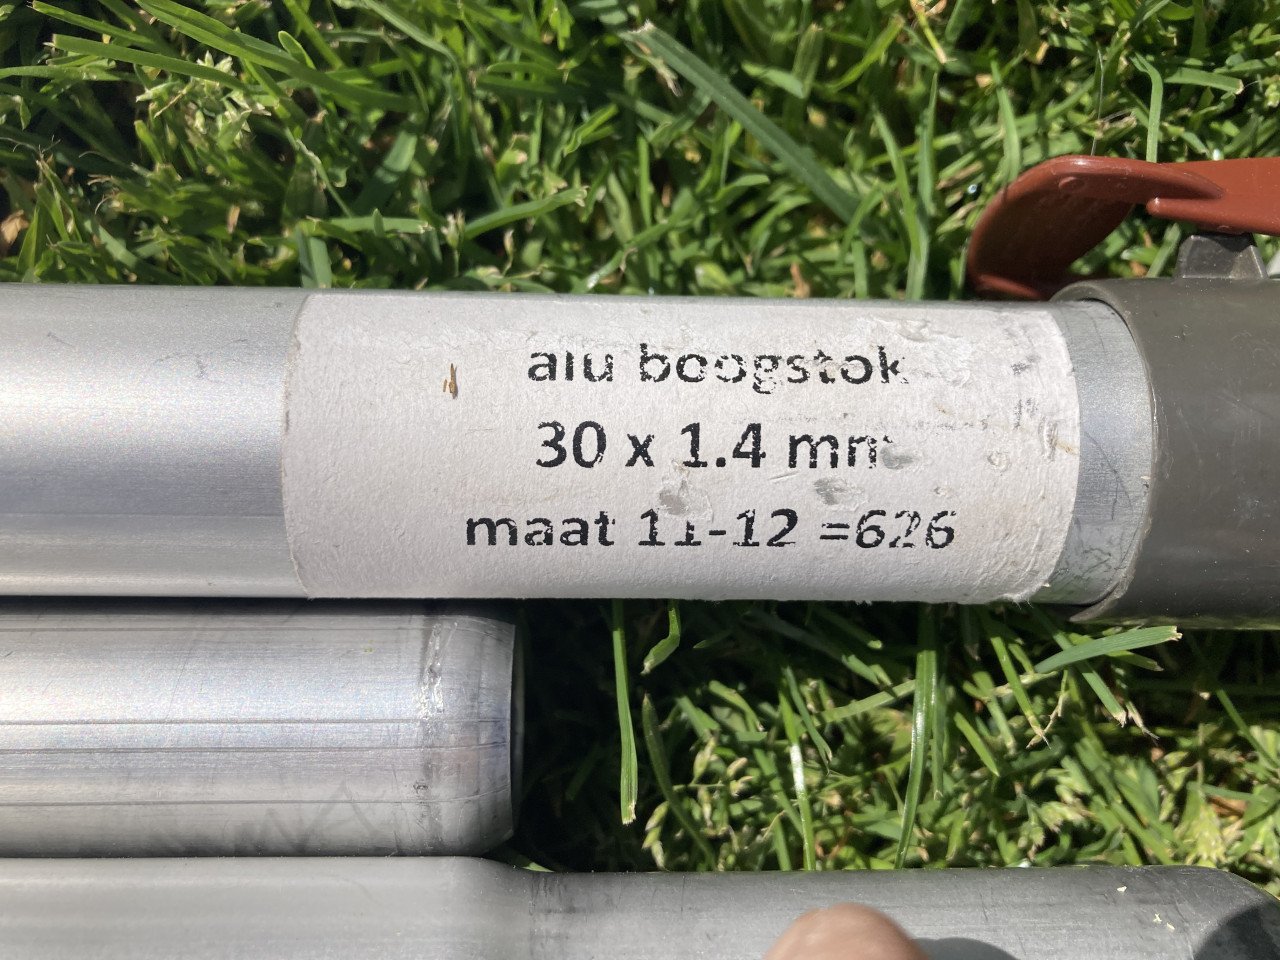 alu boogstok
30 x 1.4 mm
maat 11-12 =626